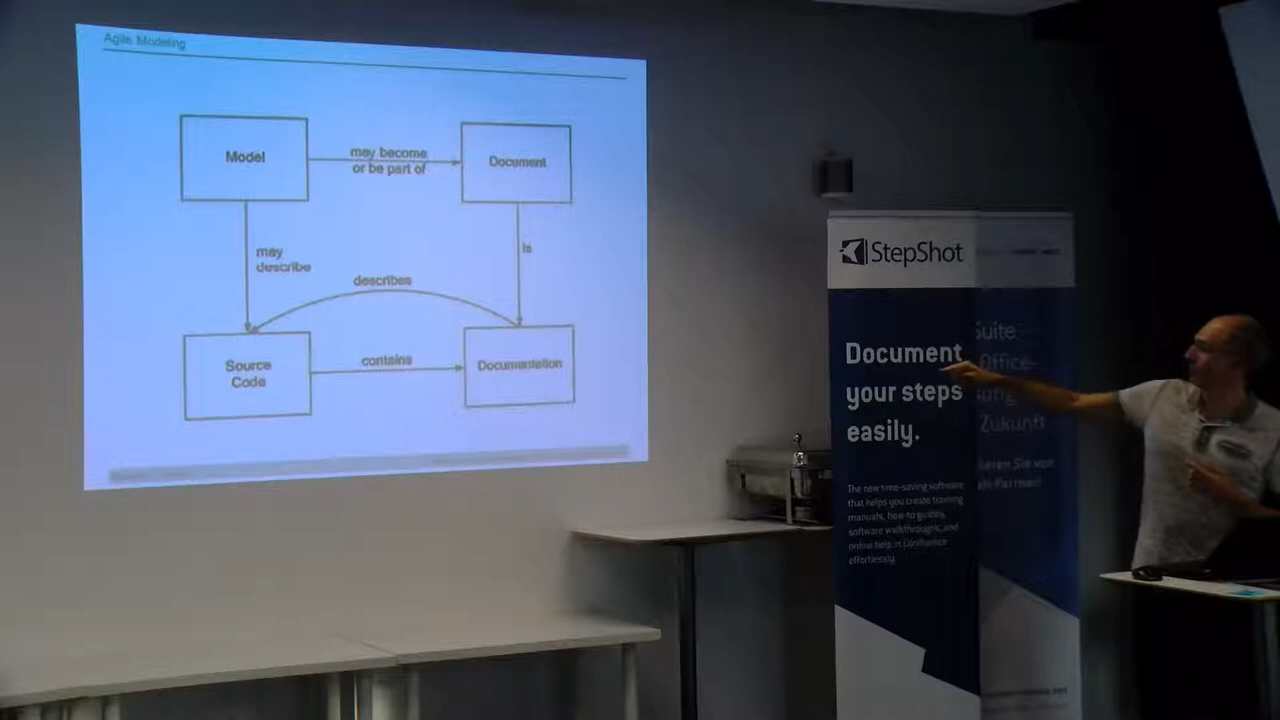 Agile Modeling
Model
may become
or be part of
Document
may
describe
is
describes
Source
Code
contains
Documentation
StepShot
Document
your steps
easily.
The new time-saving software
that helps you create training
manuals, how-to guides,
software walkthroughs, and
online help in Confluence
effortlessly.
Suite
Office-
Zukunft